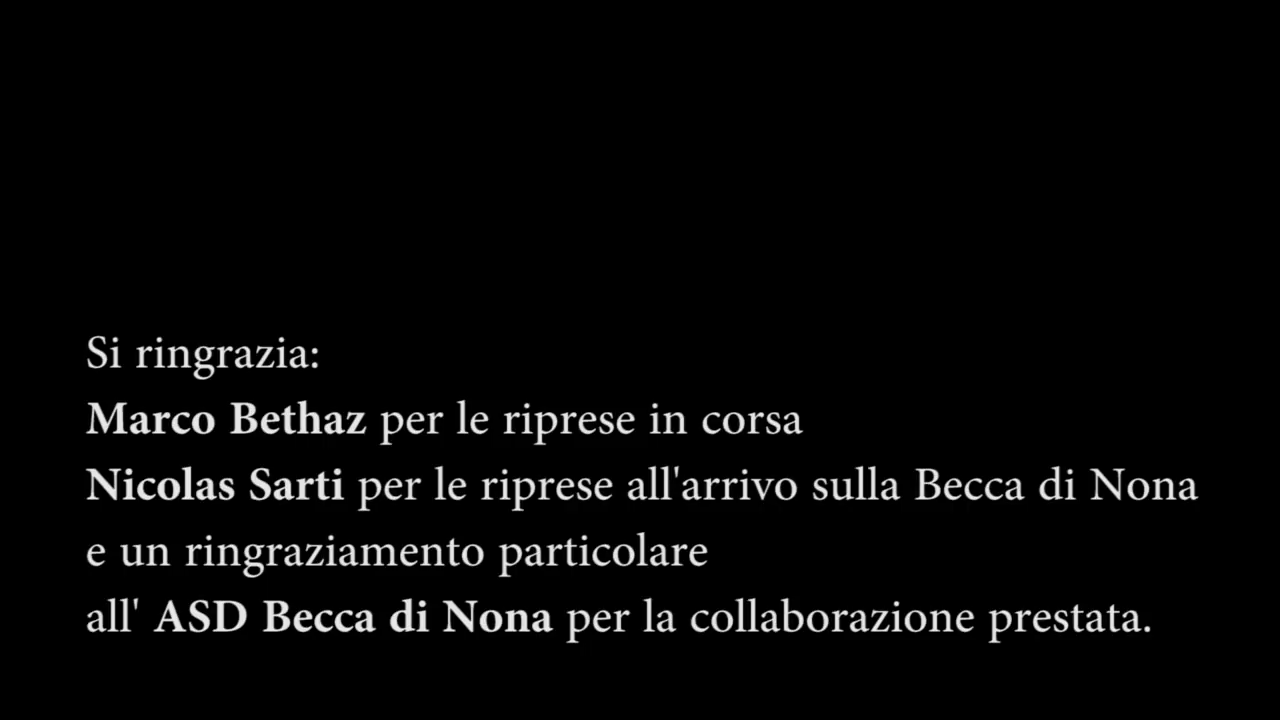 Si ringrazia:
Marco Bethaz per le riprese in corsa
Nicolas Sarti per le riprese all'arrivo sulla Becca di Nona
e un ringraziamento particolare
all' ASD Becca di Nona per la collaborazione prestata.